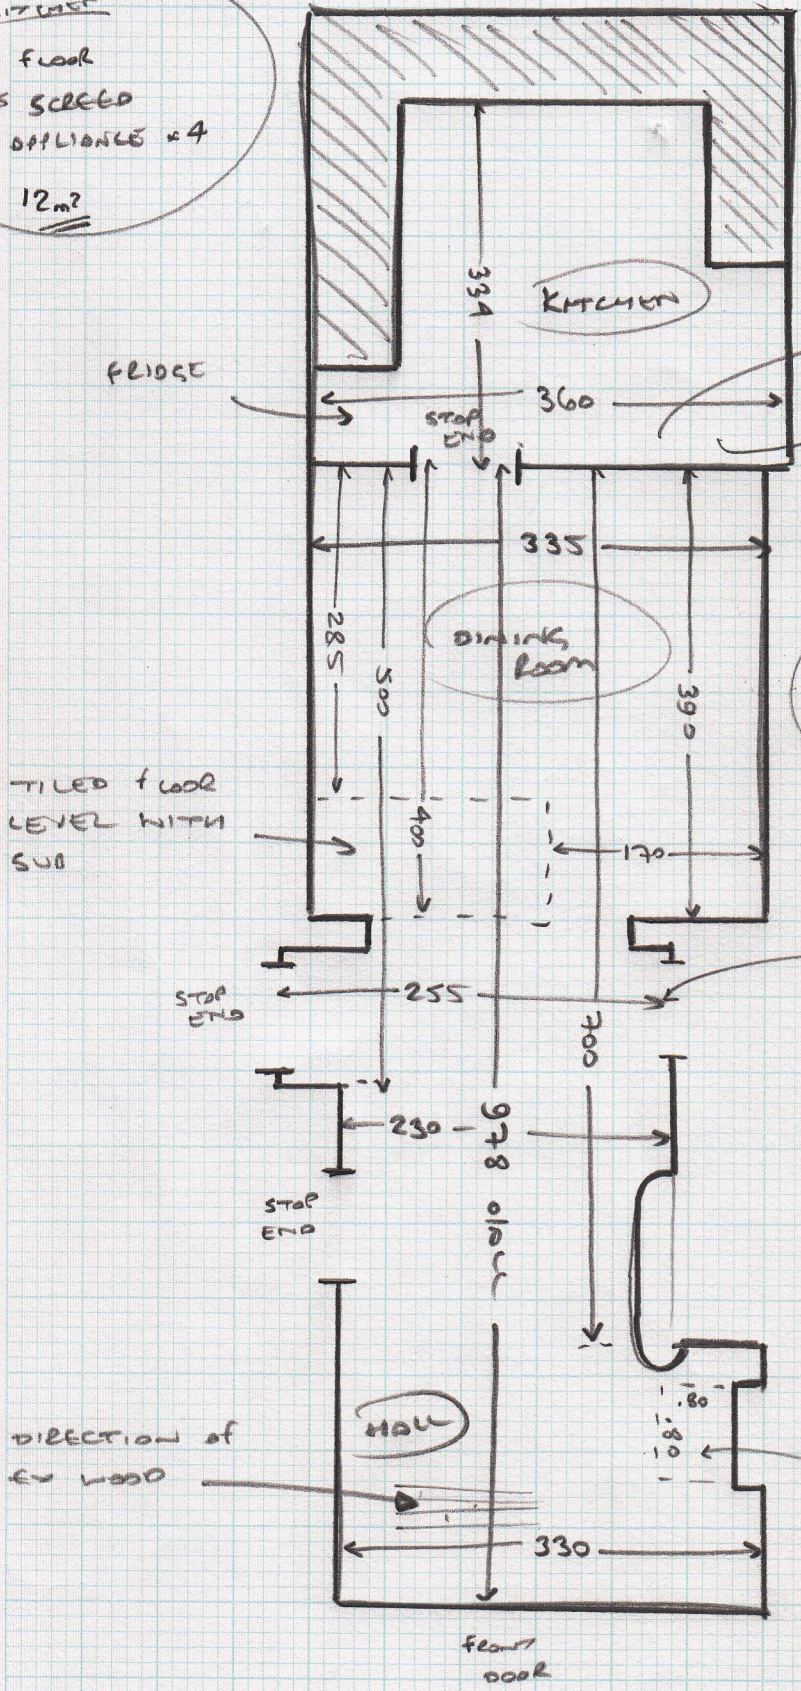 FLOOR
SCREED
APPLIANCE × 4
12m²
334
KITCHEN
FRIDGE
360
STOP
END
335
285
DINING
ROOM
500
390
TILED FLOOR
LEVEL WITH
SUB
400
170
STOP
END
255
700
230
978 o/all
STOP
END
.80
.80
HALL
DIRECTION OF
EX WOOD
330
FRONT
DOOR